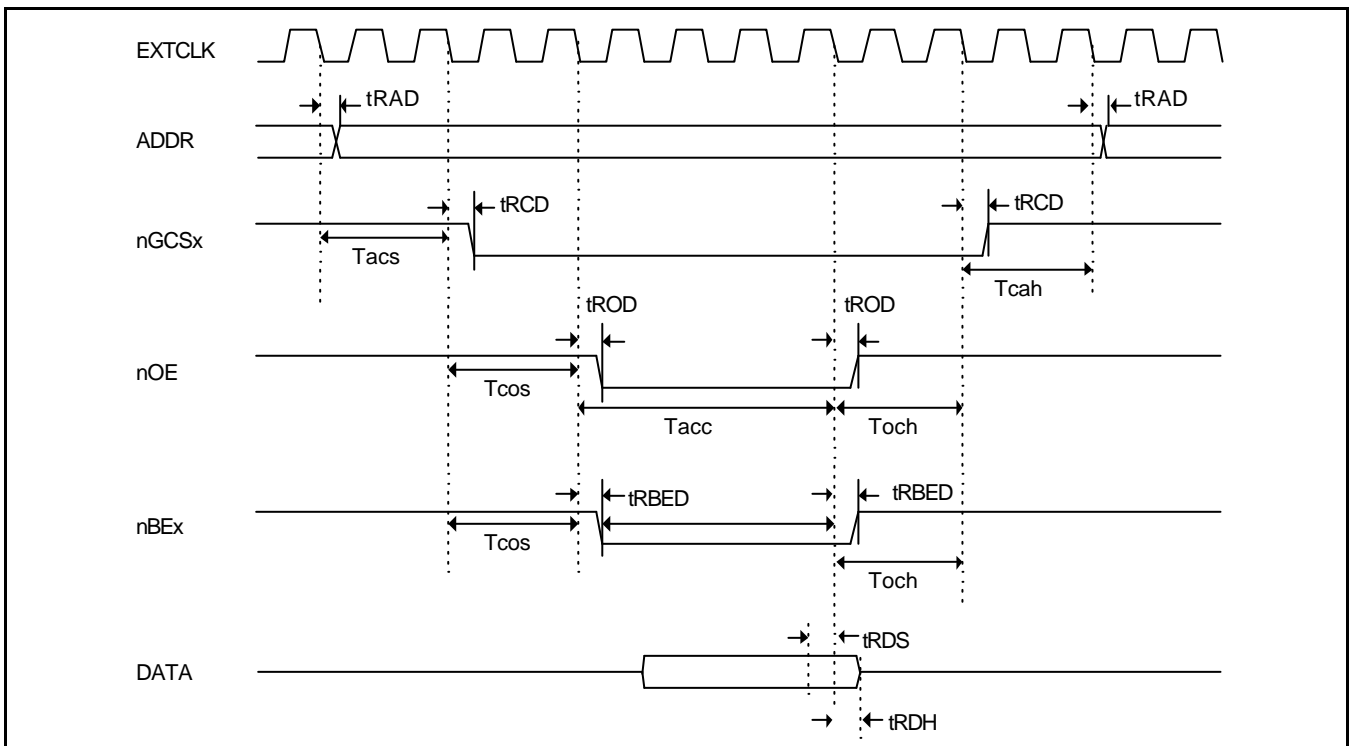 EXTCLK
tRAD
tRAD
ADDR
tRCD
tRCD
nGCSx
Tacs
Tcah
tROD
tROD
nOE
Tcos
Tacc
Toch
tRBED
tRBED
nBEx
Tcos
Toch
tRDS
DATA
tRDH